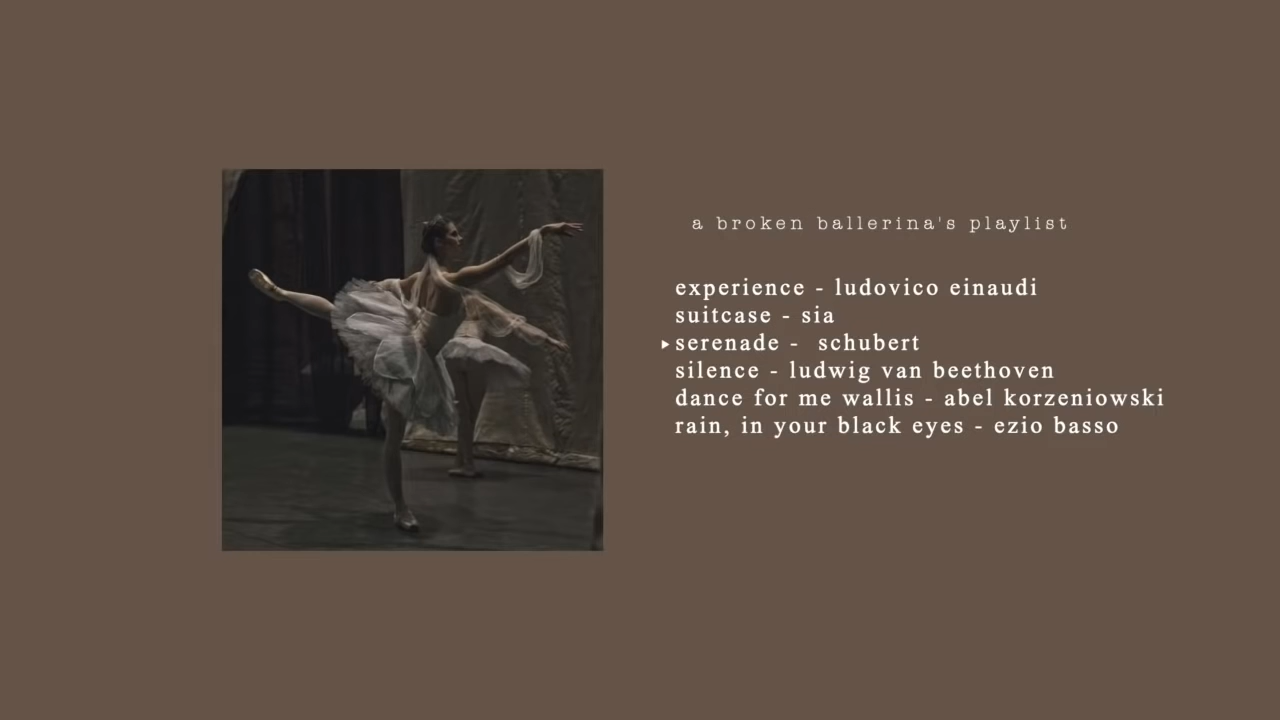 a broken ballerina's playlist
experience - ludovico einaudi
suitcase - sia
serenade -  schubert
silence - ludwig van beethoven
dance for me wallis - abel korzeniowski
rain, in your black eyes - ezio basso